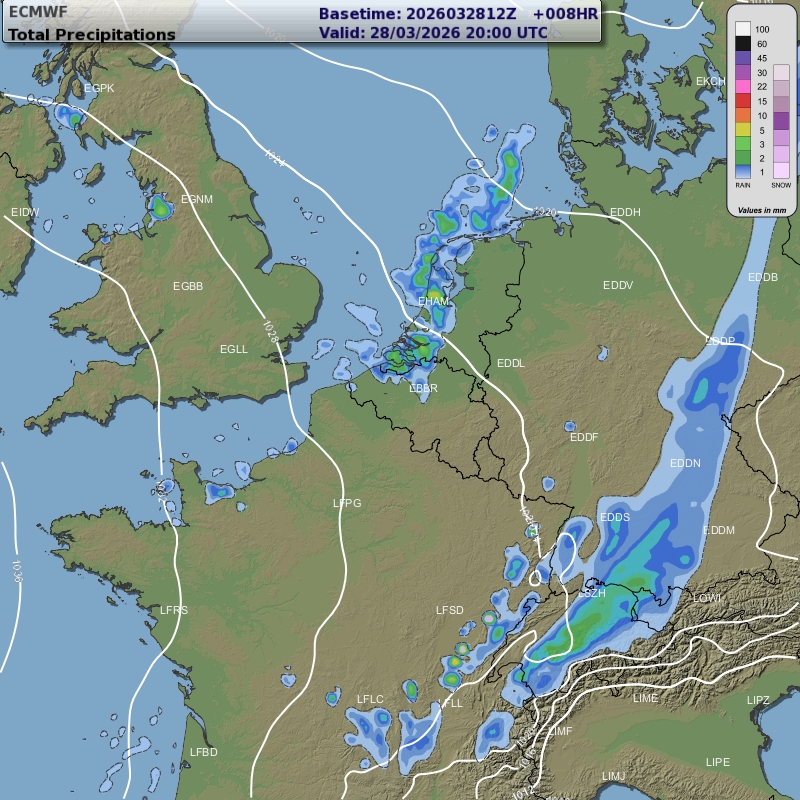 ECMWF
Basetime: 2026032812Z +008HR
Total Precipitations
Valid: 28/03/2026 20:00 UTC
100
60
45
30
22
15
10
5
3
2
1
RAIN
SNOW
Values in mm
EGPK
EKCH
EGNM
EIDW
EDDH
1024
1020
EGBB
EDDV
EDDB
EHAM
1028
EGLL
EDDP
EDDL
EBBR
EDDF
EDDN
LFPG
EDDS
EDDM
1036
LSZH
LOWI
LFRS
LFSD
LFLC
LFLL
LIME
LIPZ
LIMF
LFBD
LIPE
LIMJ
1012